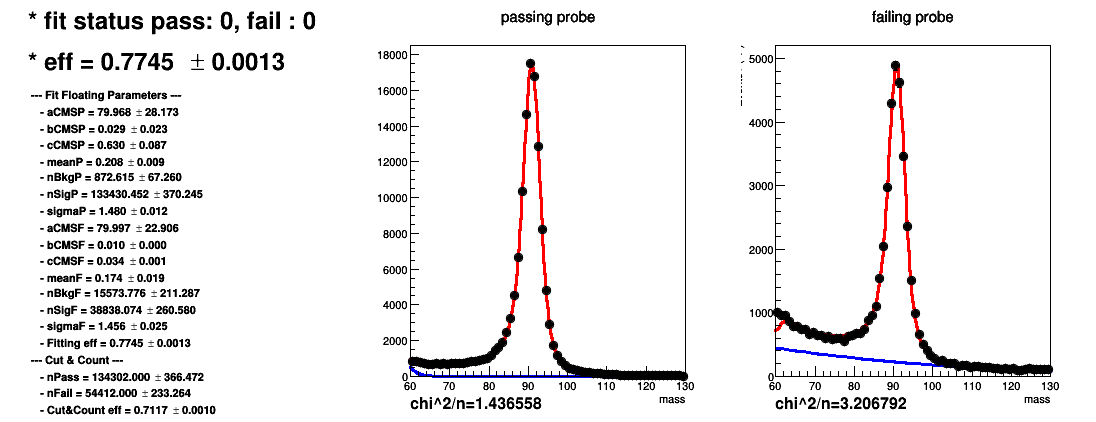 * fit status pass: 0, fail : 0
* eff = 0.7745 ± 0.0013
--- Fit Floating Parameters ---
- aCMSP = 79.968 ± 28.173
- bCMSP = 0.029 ± 0.023
- cCMSP = 0.630 ± 0.087
- meanP = 0.208 ± 0.009
- nBkgP = 872.615 ± 67.260
- nSigP = 133430.452 ± 370.245
- sigmaP = 1.480 ± 0.012
- aCMSF = 79.997 ± 22.906
- bCMSF = 0.010 ± 0.000
- cCMSF = 0.034 ± 0.001
- meanF = 0.174 ± 0.019
- nBkgF = 15573.776 ± 211.287
- nSigF = 38838.074 ± 260.580
- sigmaF = 1.456 ± 0.025
- Fitting eff = 0.7745 ± 0.0013
--- Cut & Count ---
- nPass = 134302.000 ± 366.472
- nFail = 54412.000 ± 233.264
- Cut&Count eff = 0.7117 ± 0.0010
passing probe
18000
16000
14000
12000
10000
8000
6000
4000
2000
0
60 70 80 90 100 110 120 130
mass
chi^2/n=1.436558
failing probe
5000
4000
3000
2000
1000
0
60 70 80 90 100 110 120 130
mass
chi^2/n=3.206792